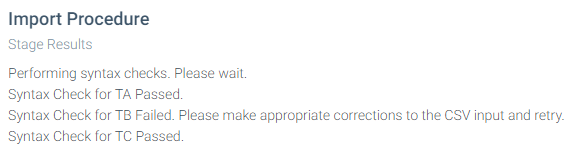 Import Procedure
Stage Results
Performing syntax checks. Please wait.
Syntax Check for TA Passed.
Syntax Check for TB Failed. Please make appropriate corrections to the CSV input and retry.
Syntax Check for TC Passed.